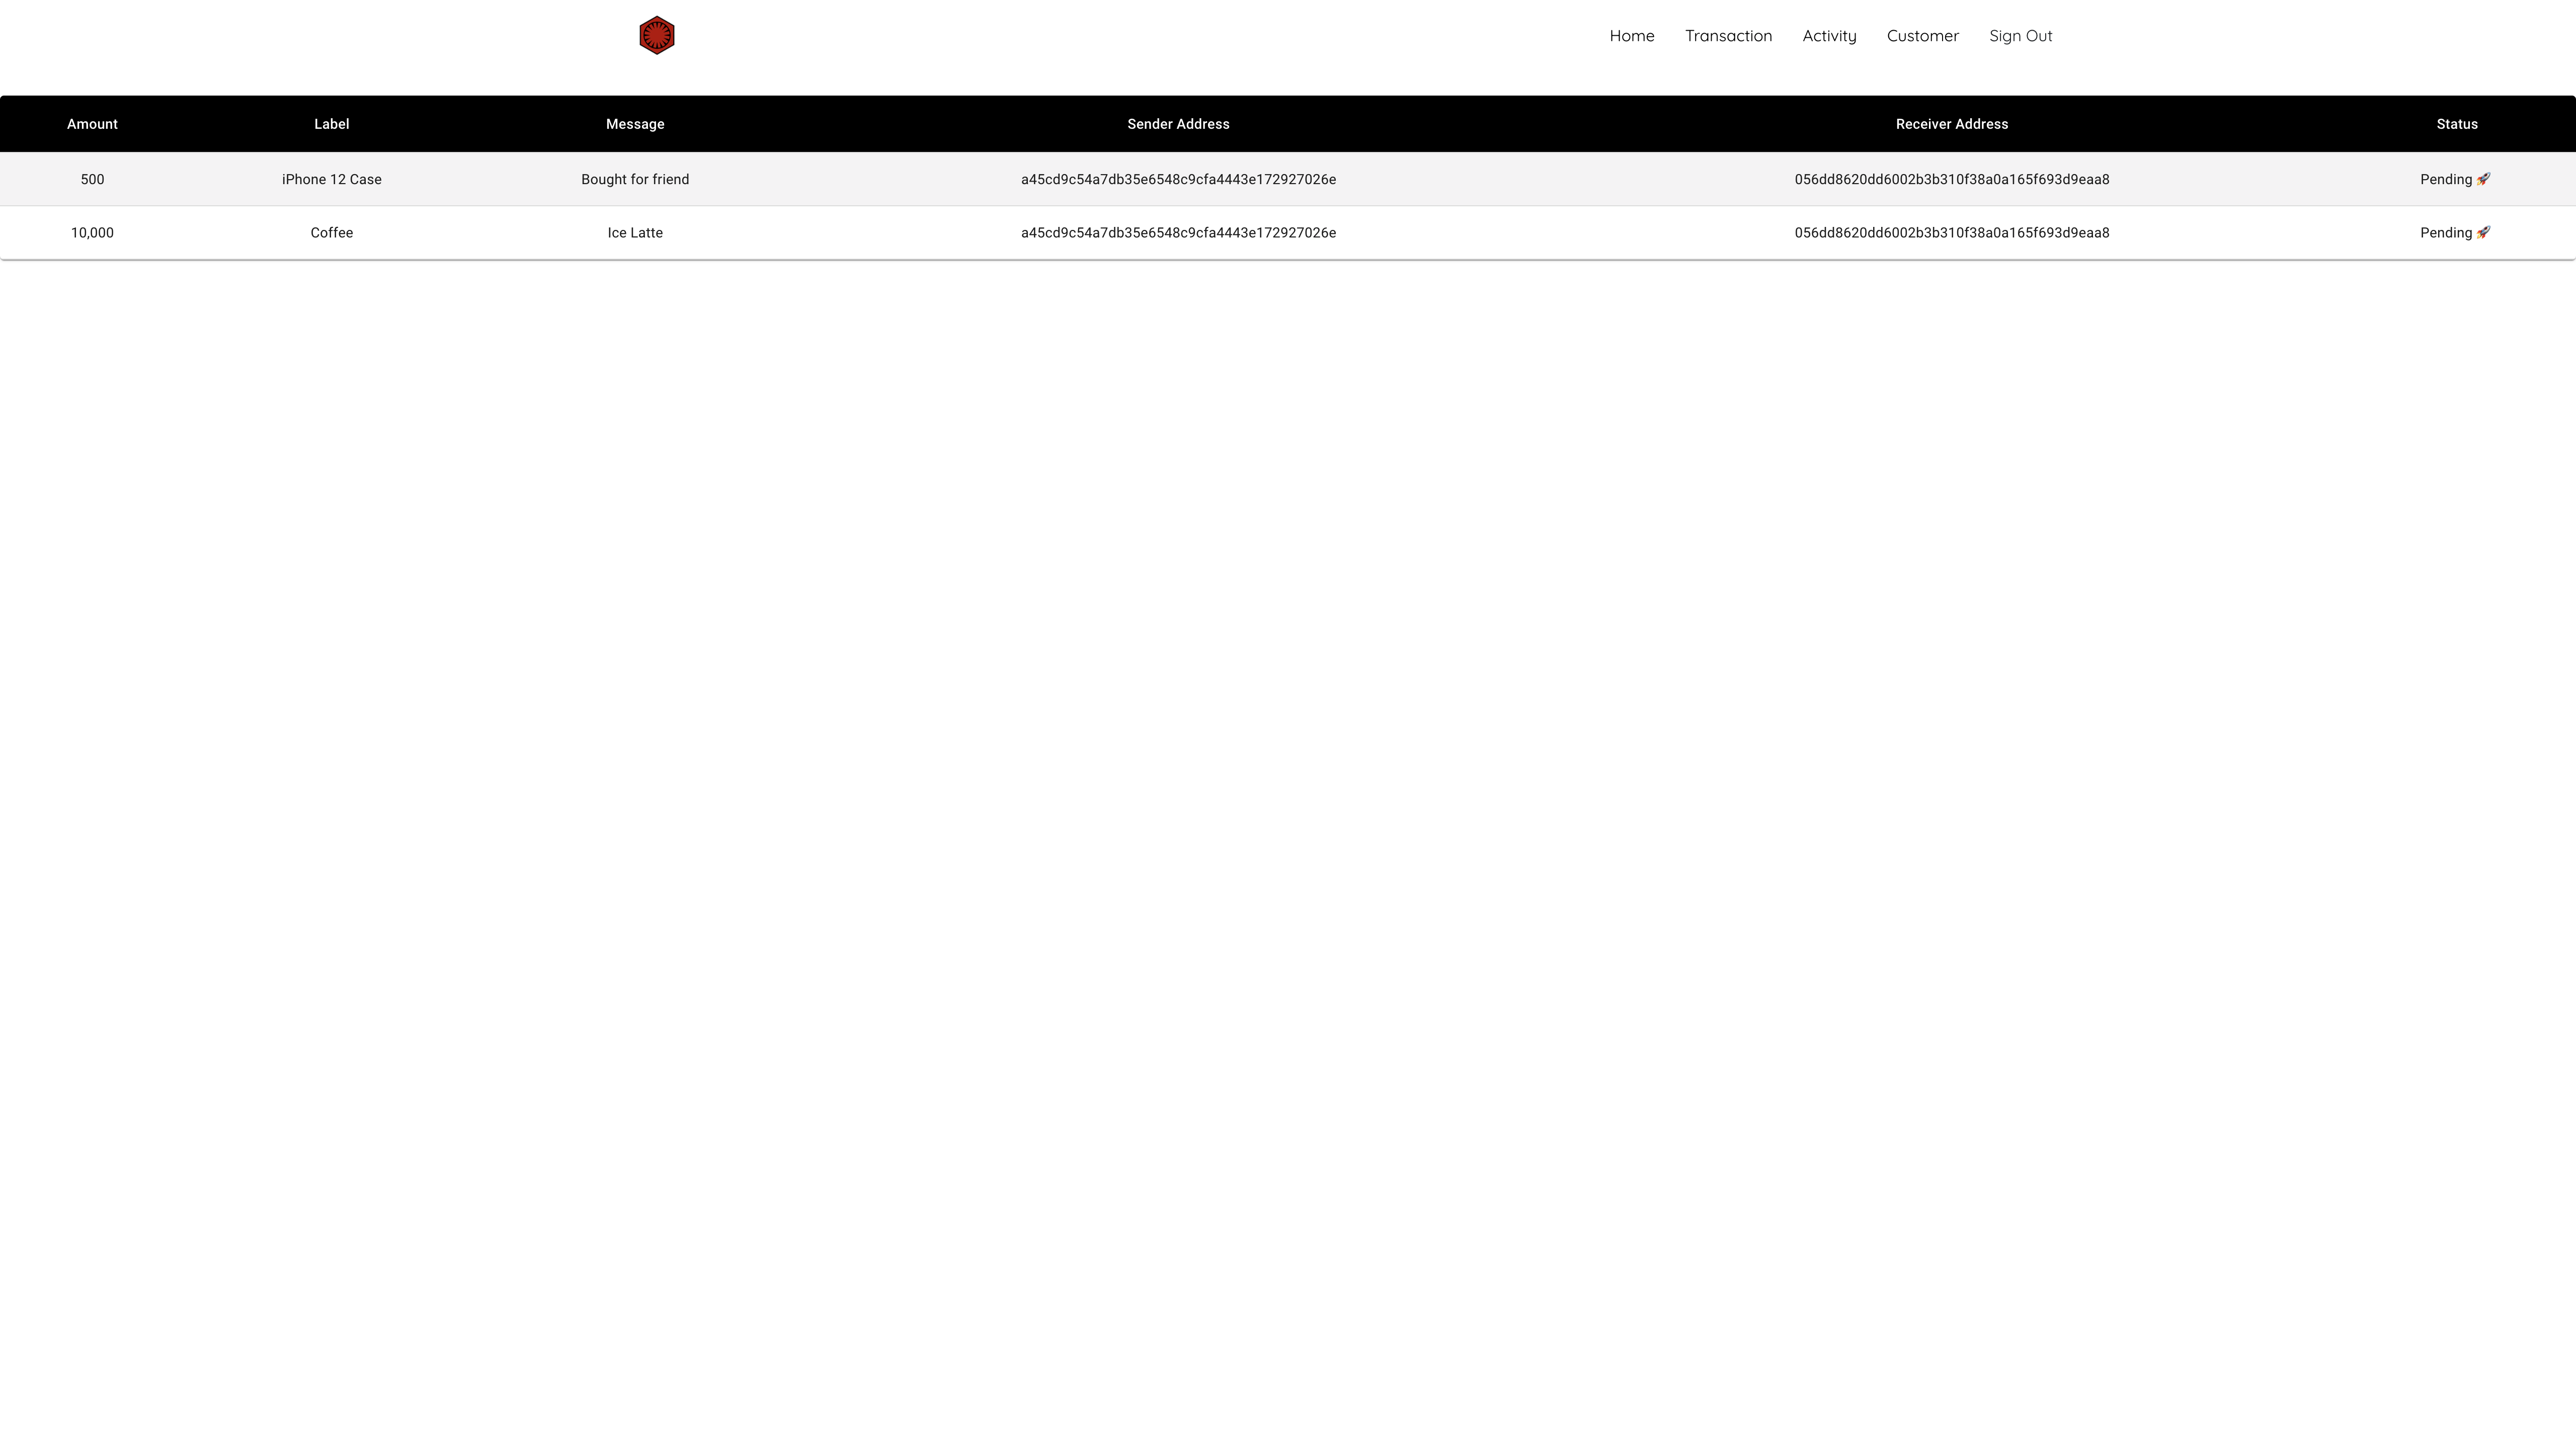 Home Transaction Activity Customer Sign Out
Amount Label Message Sender Address Receiver Address Status
500 iPhone 12 Case Bought for friend a45cd9c54a7db35e6548c9cfa4443e172927026e 056dd8620dd6002b3b310f38a0a165f693d9eaa8 Pending 🚀
10,000 Coffee Ice Latte a45cd9c54a7db35e6548c9cfa4443e172927026e 056dd8620dd6002b3b310f38a0a165f693d9eaa8 Pending 🚀